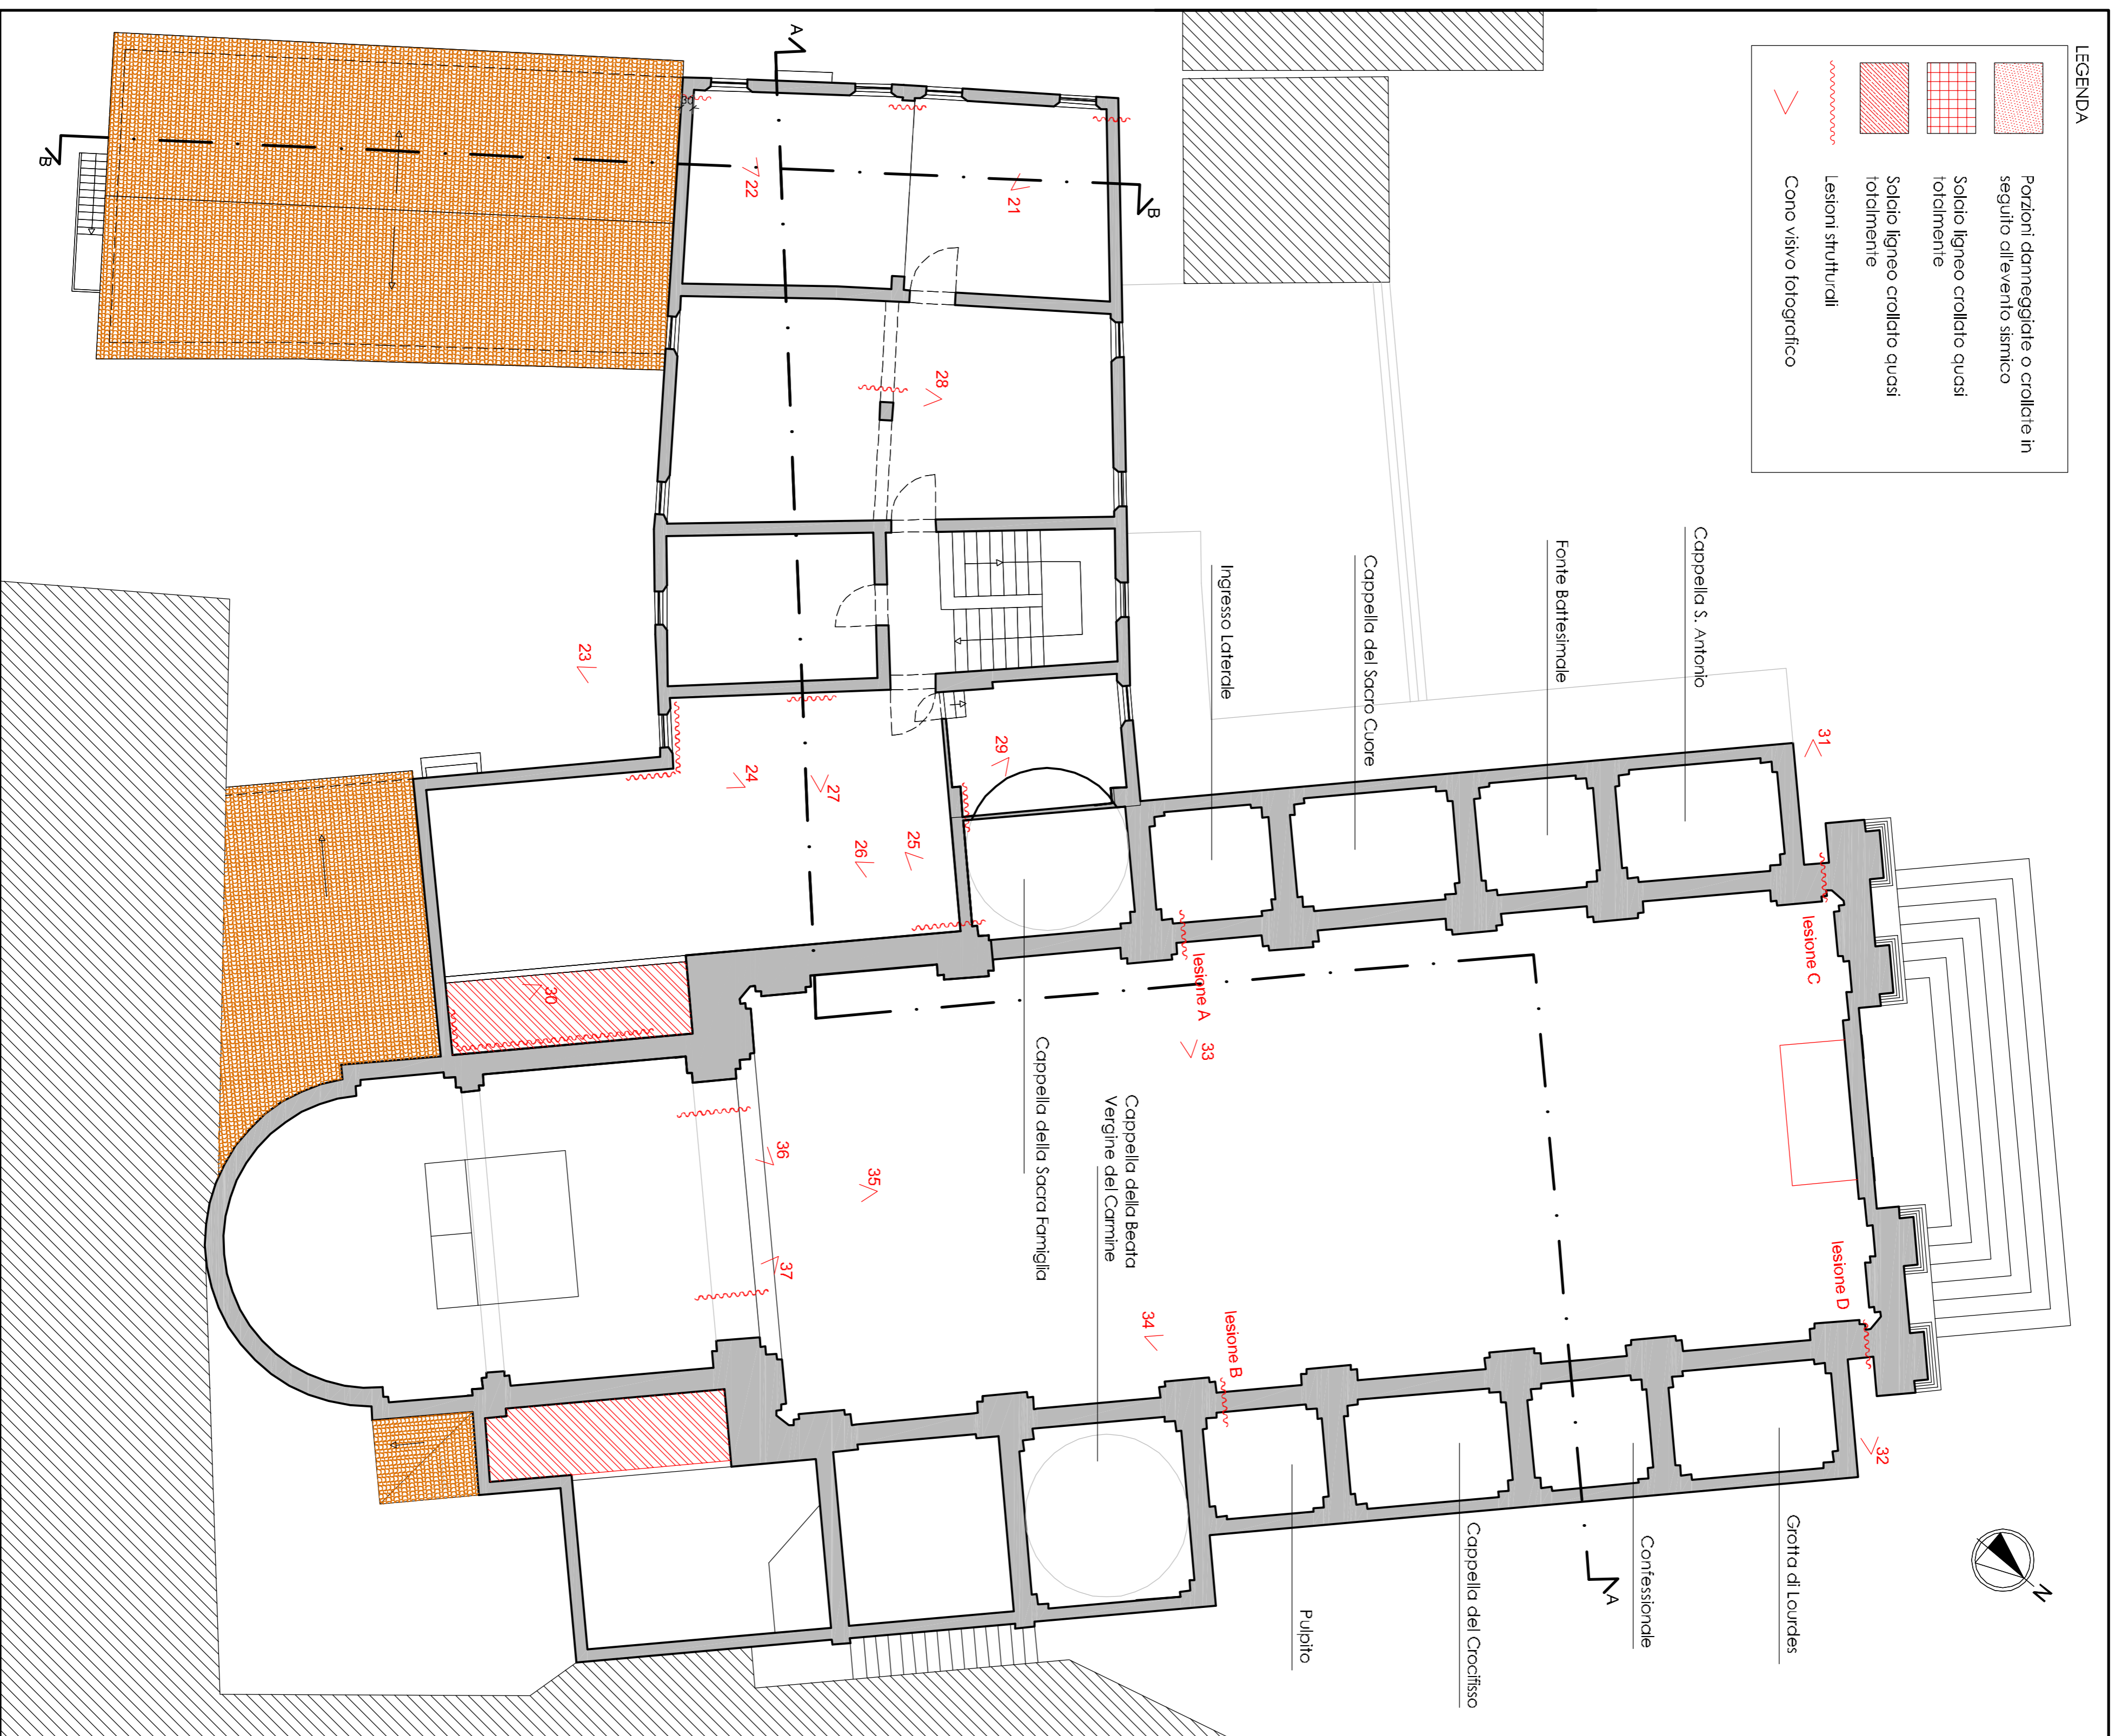 LEGENDA
Porzioni danneggiate o crollate in
seguito all'evento sismico
Solaio ligneo crollato quasi
totalmente
Solaio ligneo crollato quasi
totalmente
Lesioni strutturali
Cono visivo fotografico
Cappella S. Antonio
Fonte Battesimale
Cappella del Sacro Cuore
Ingresso Laterale
Cappella della Sacra Famiglia
Cappella della Beata
Vergine del Carmine
Grotta di Lourdes
Confessionale
Cappella del Crocifisso
Pulpito
lesione A
lesione B
lesione C
lesione D
21
22
23
24
25
26
27
28
29
30
31
32
33
34
35
36
37
30
A
A
B
B
N